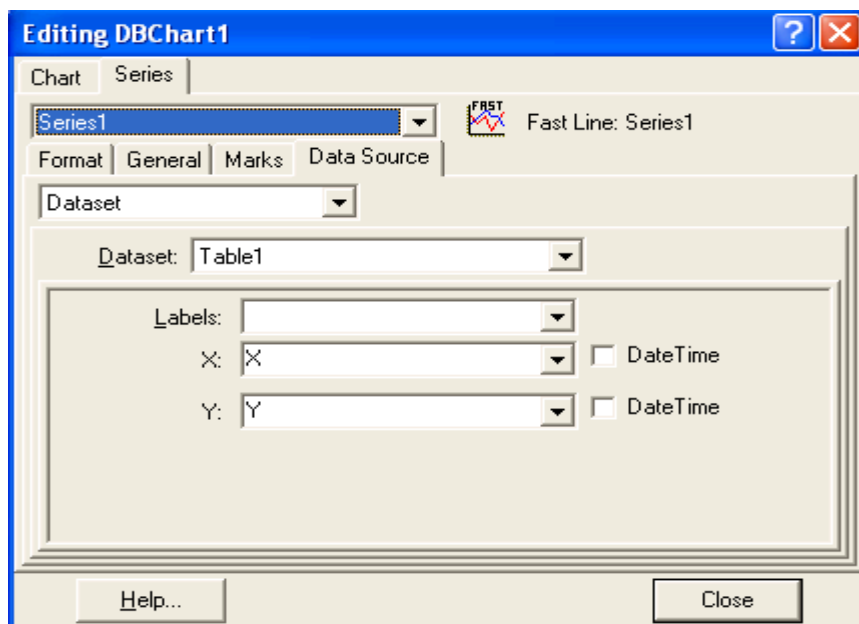 Editing DBChart1
Chart Series
Series1 FAST Fast Line: Series1
Format General Marks Data Source
Dataset
Dataset: Table1
Labels:
X: X DateTime
Y: Y DateTime
Help... Close